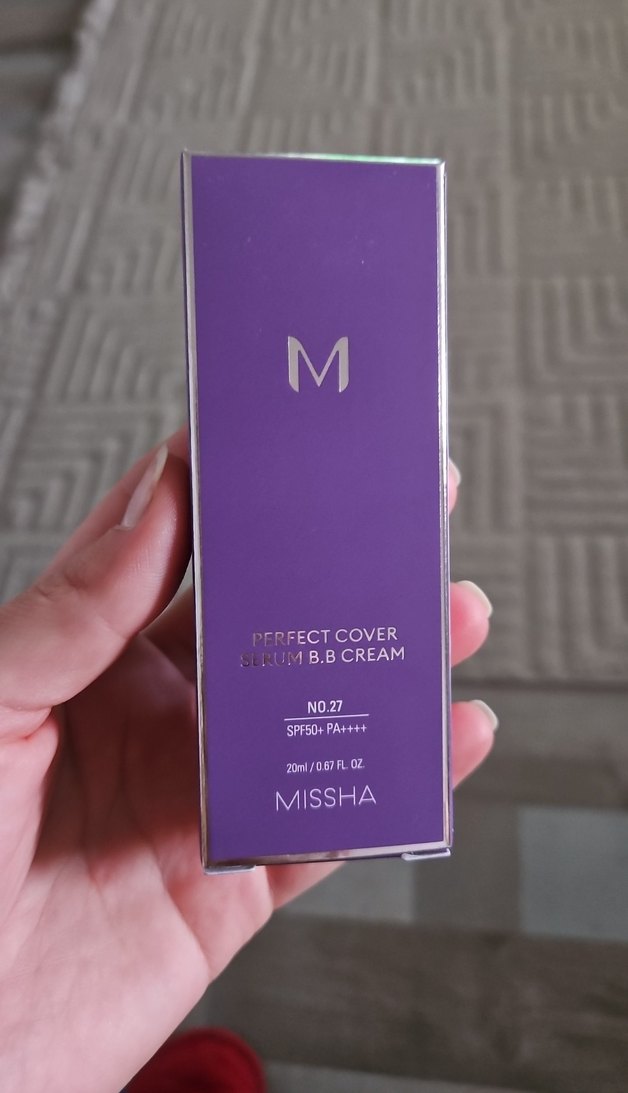 M
PERFECT COVER
SERUM B.B CREAM
NO.27
SPF50+ PA++++
20ml / 0.67 FL. OZ.
MISSHA